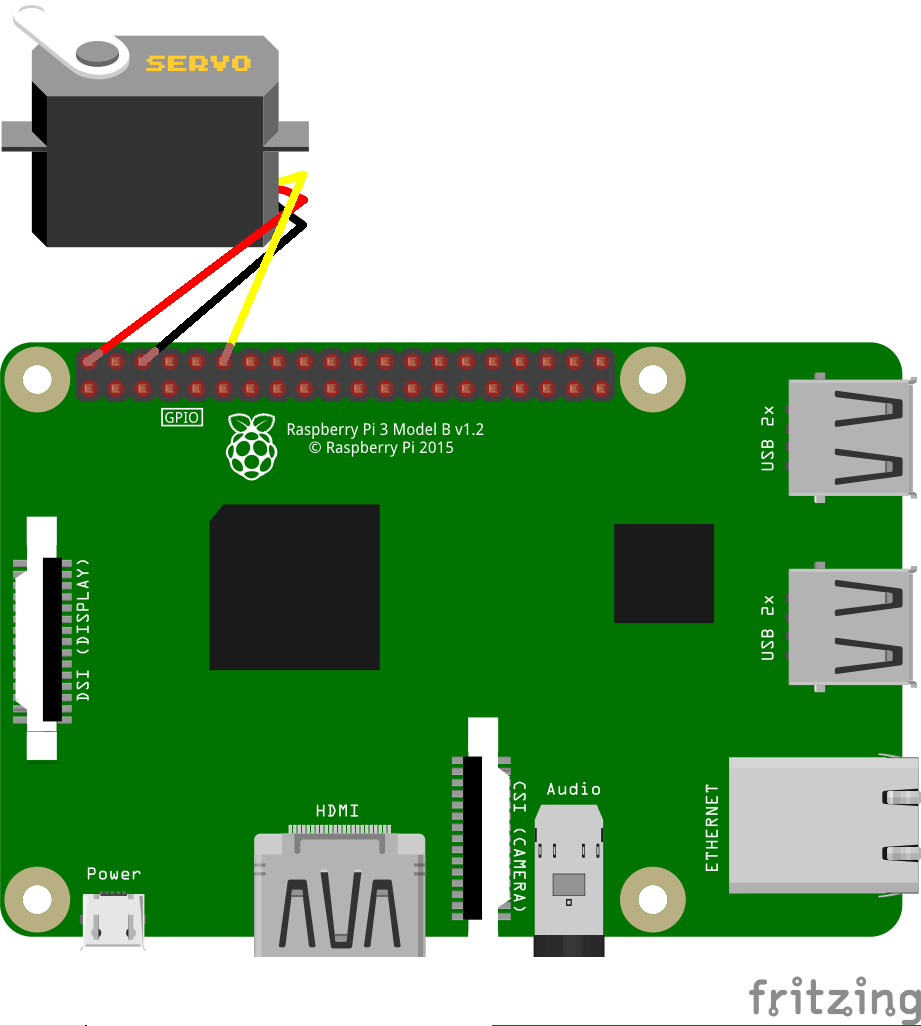 SERVO
GPIO
Raspberry Pi 3 Model B v1.2
© Raspberry Pi 2015
USB 2x
DSI (DISPLAY)
USB 2x
HDMI
CSI (CAMERA)
Audio
ETHERNET
Power
fritzing